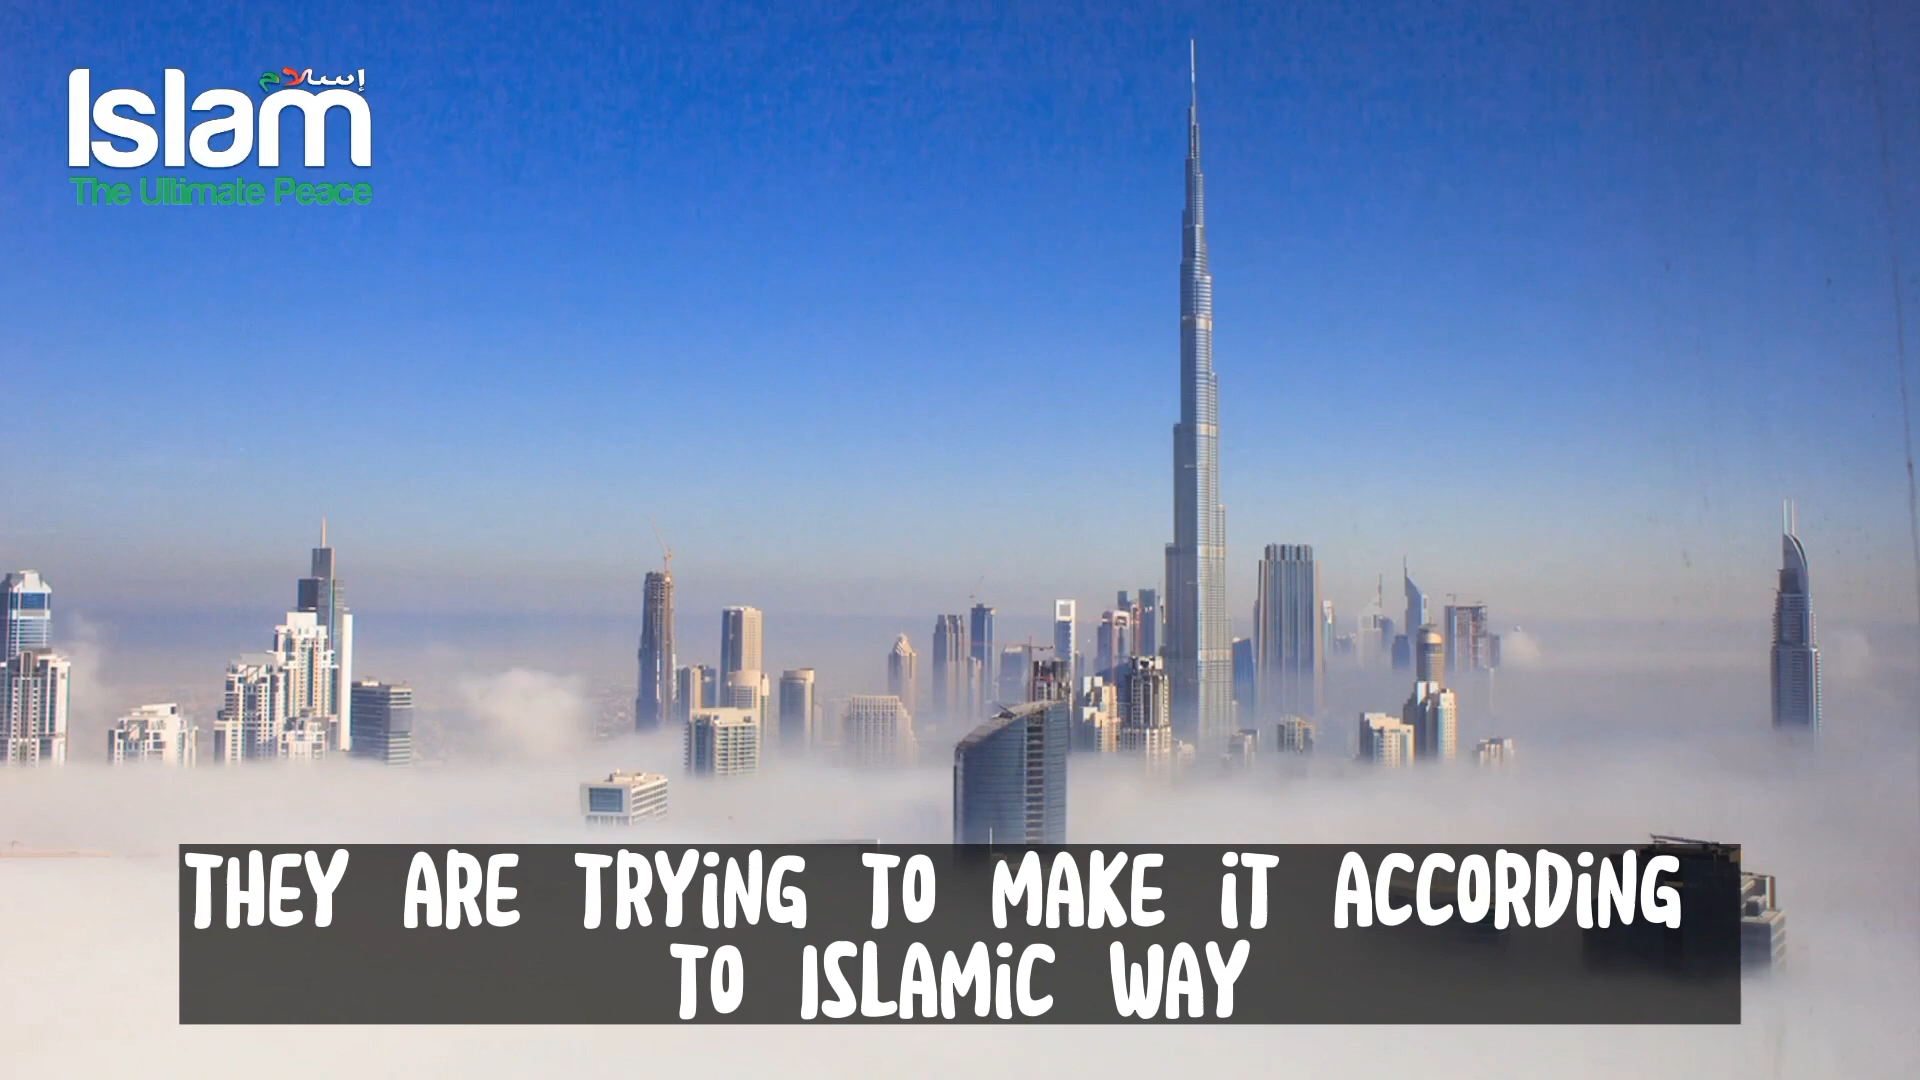 إسلام
Islam
The Ultimate Peace
THEY ARE TRYING TO MAKE IT ACCORDING
TO ISLAMIC WAY